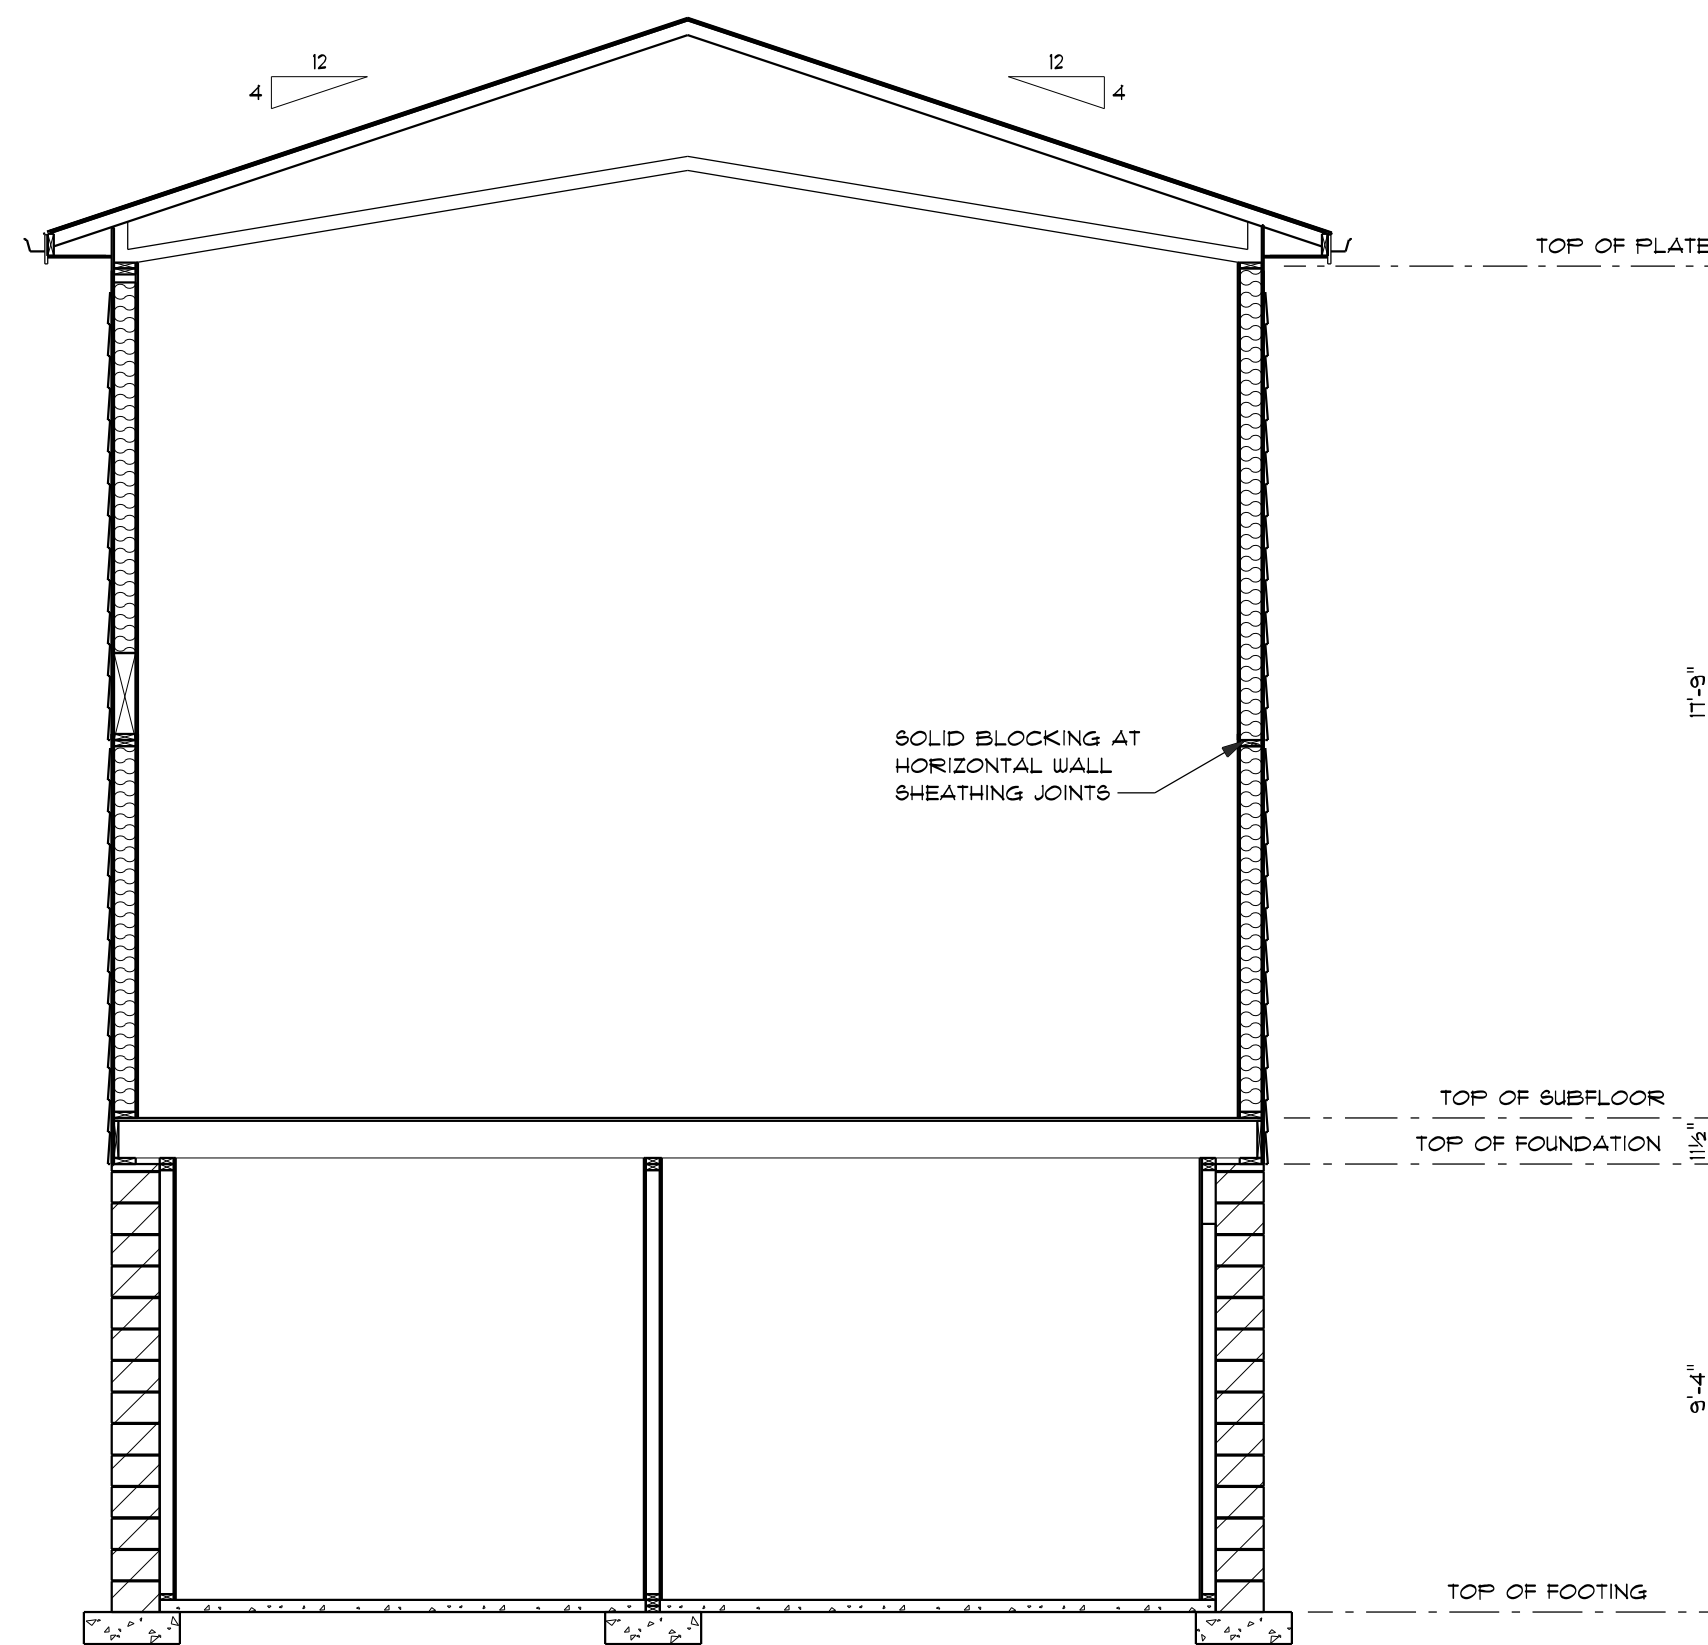 12
4
12
4
TOP OF PLATE
17'-9"
SOLID BLOCKING AT
HORIZONTAL WALL
SHEATHING JOINTS
TOP OF SUBFLOOR
11½"
TOP OF FOUNDATION
9'-4"
TOP OF FOOTING